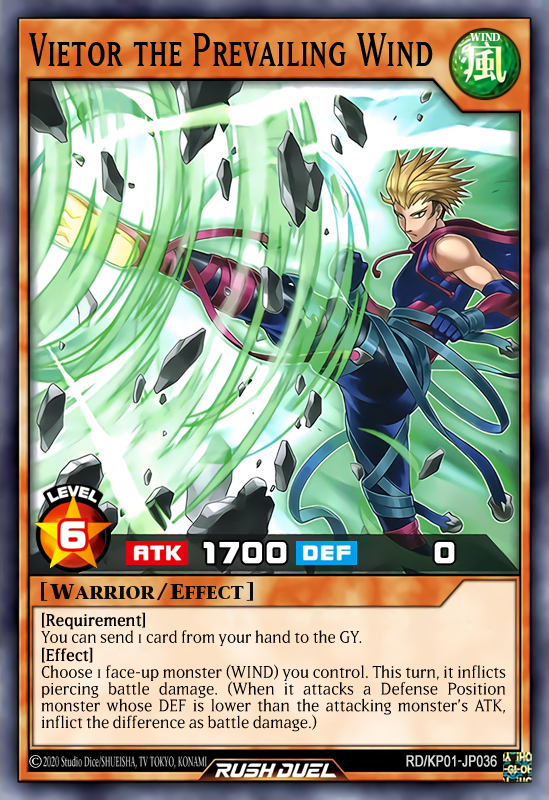 VIETOR THE PREVAILING WIND
WIND
風
LEVEL
6
ATK 1700 DEF 0
[WARRIOR/EFFECT]
[Requirement]
You can send 1 card from your hand to the GY.
[Effect]
Choose 1 face-up monster (WIND) you control. This turn, it inflicts
piercing battle damage. (When it attacks a Defense Position
monster whose DEF is lower than the attacking monster's ATK,
inflict the difference as battle damage.)
©2020 Studio Dice/SHUEISHA, TV TOKYO, KONAMI
RUSH DUEL
RD/KP01-JP036